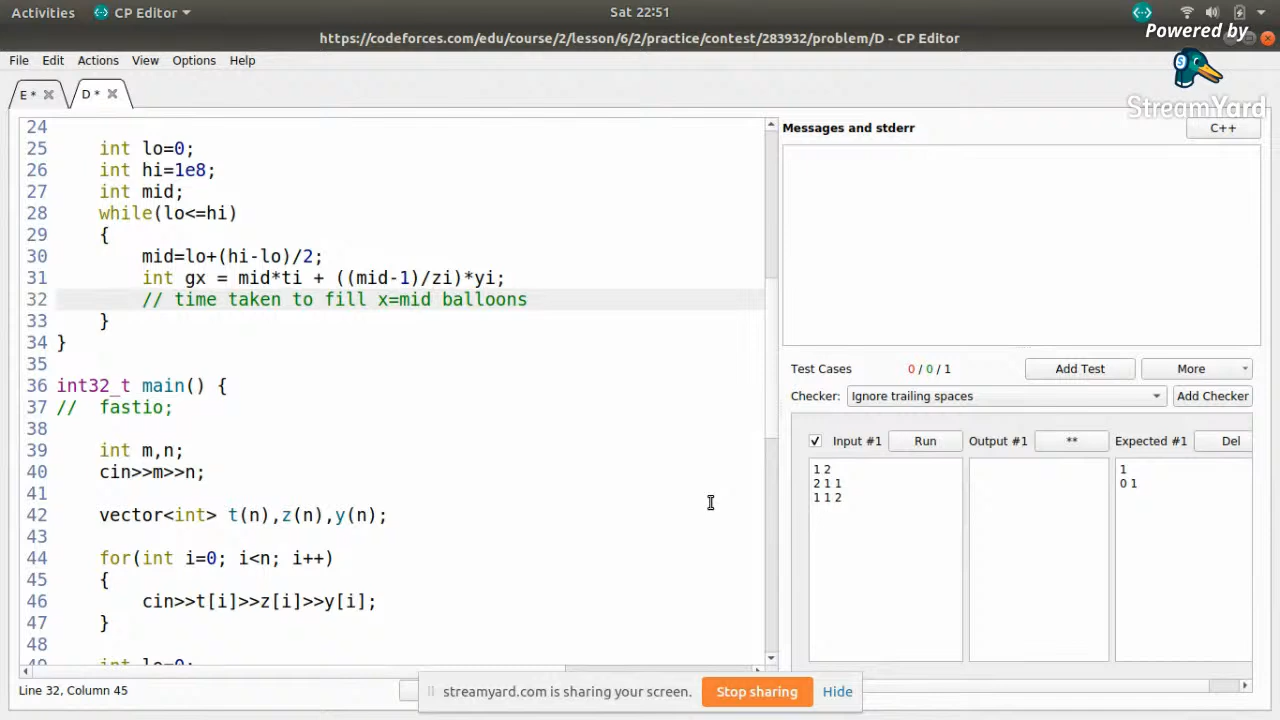 Activities CP Editor Sat 22:51
https://codeforces.com/edu/course/2/lesson/6/2/practice/contest/283932/problem/D - CP Editor
Powered by
StreamYard
File Edit Actions View Options Help
E * D *
24
25 int lo=0;
26 int hi=1e8;
27 int mid;
28 while(lo<=hi)
29 {
30 mid=lo+(hi-lo)/2;
31 int gx = mid*ti + ((mid-1)/zi)*yi;
32 // time taken to fill x=mid balloons
33 }
34 }
35
36 int32_t main() {
37 // fastio;
38
39 int m,n;
40 cin>>m>>n;
41
42 vector<int> t(n),z(n),y(n);
43
44 for(int i=0; i<n; i++)
45 {
46 cin>>t[i]>>z[i]>>y[i];
47 }
48
49 int lo=0;
Line 32, Column 45
Messages and stderr C++
Test Cases 0 / 0 / 1 Add Test More
Checker: Ignore trailing spaces Add Checker
Input #1 Run Output #1 ** Expected #1 Del
1 2
2 1 1
1 1 2
1
0 1
streamyard.com is sharing your screen. Stop sharing Hide